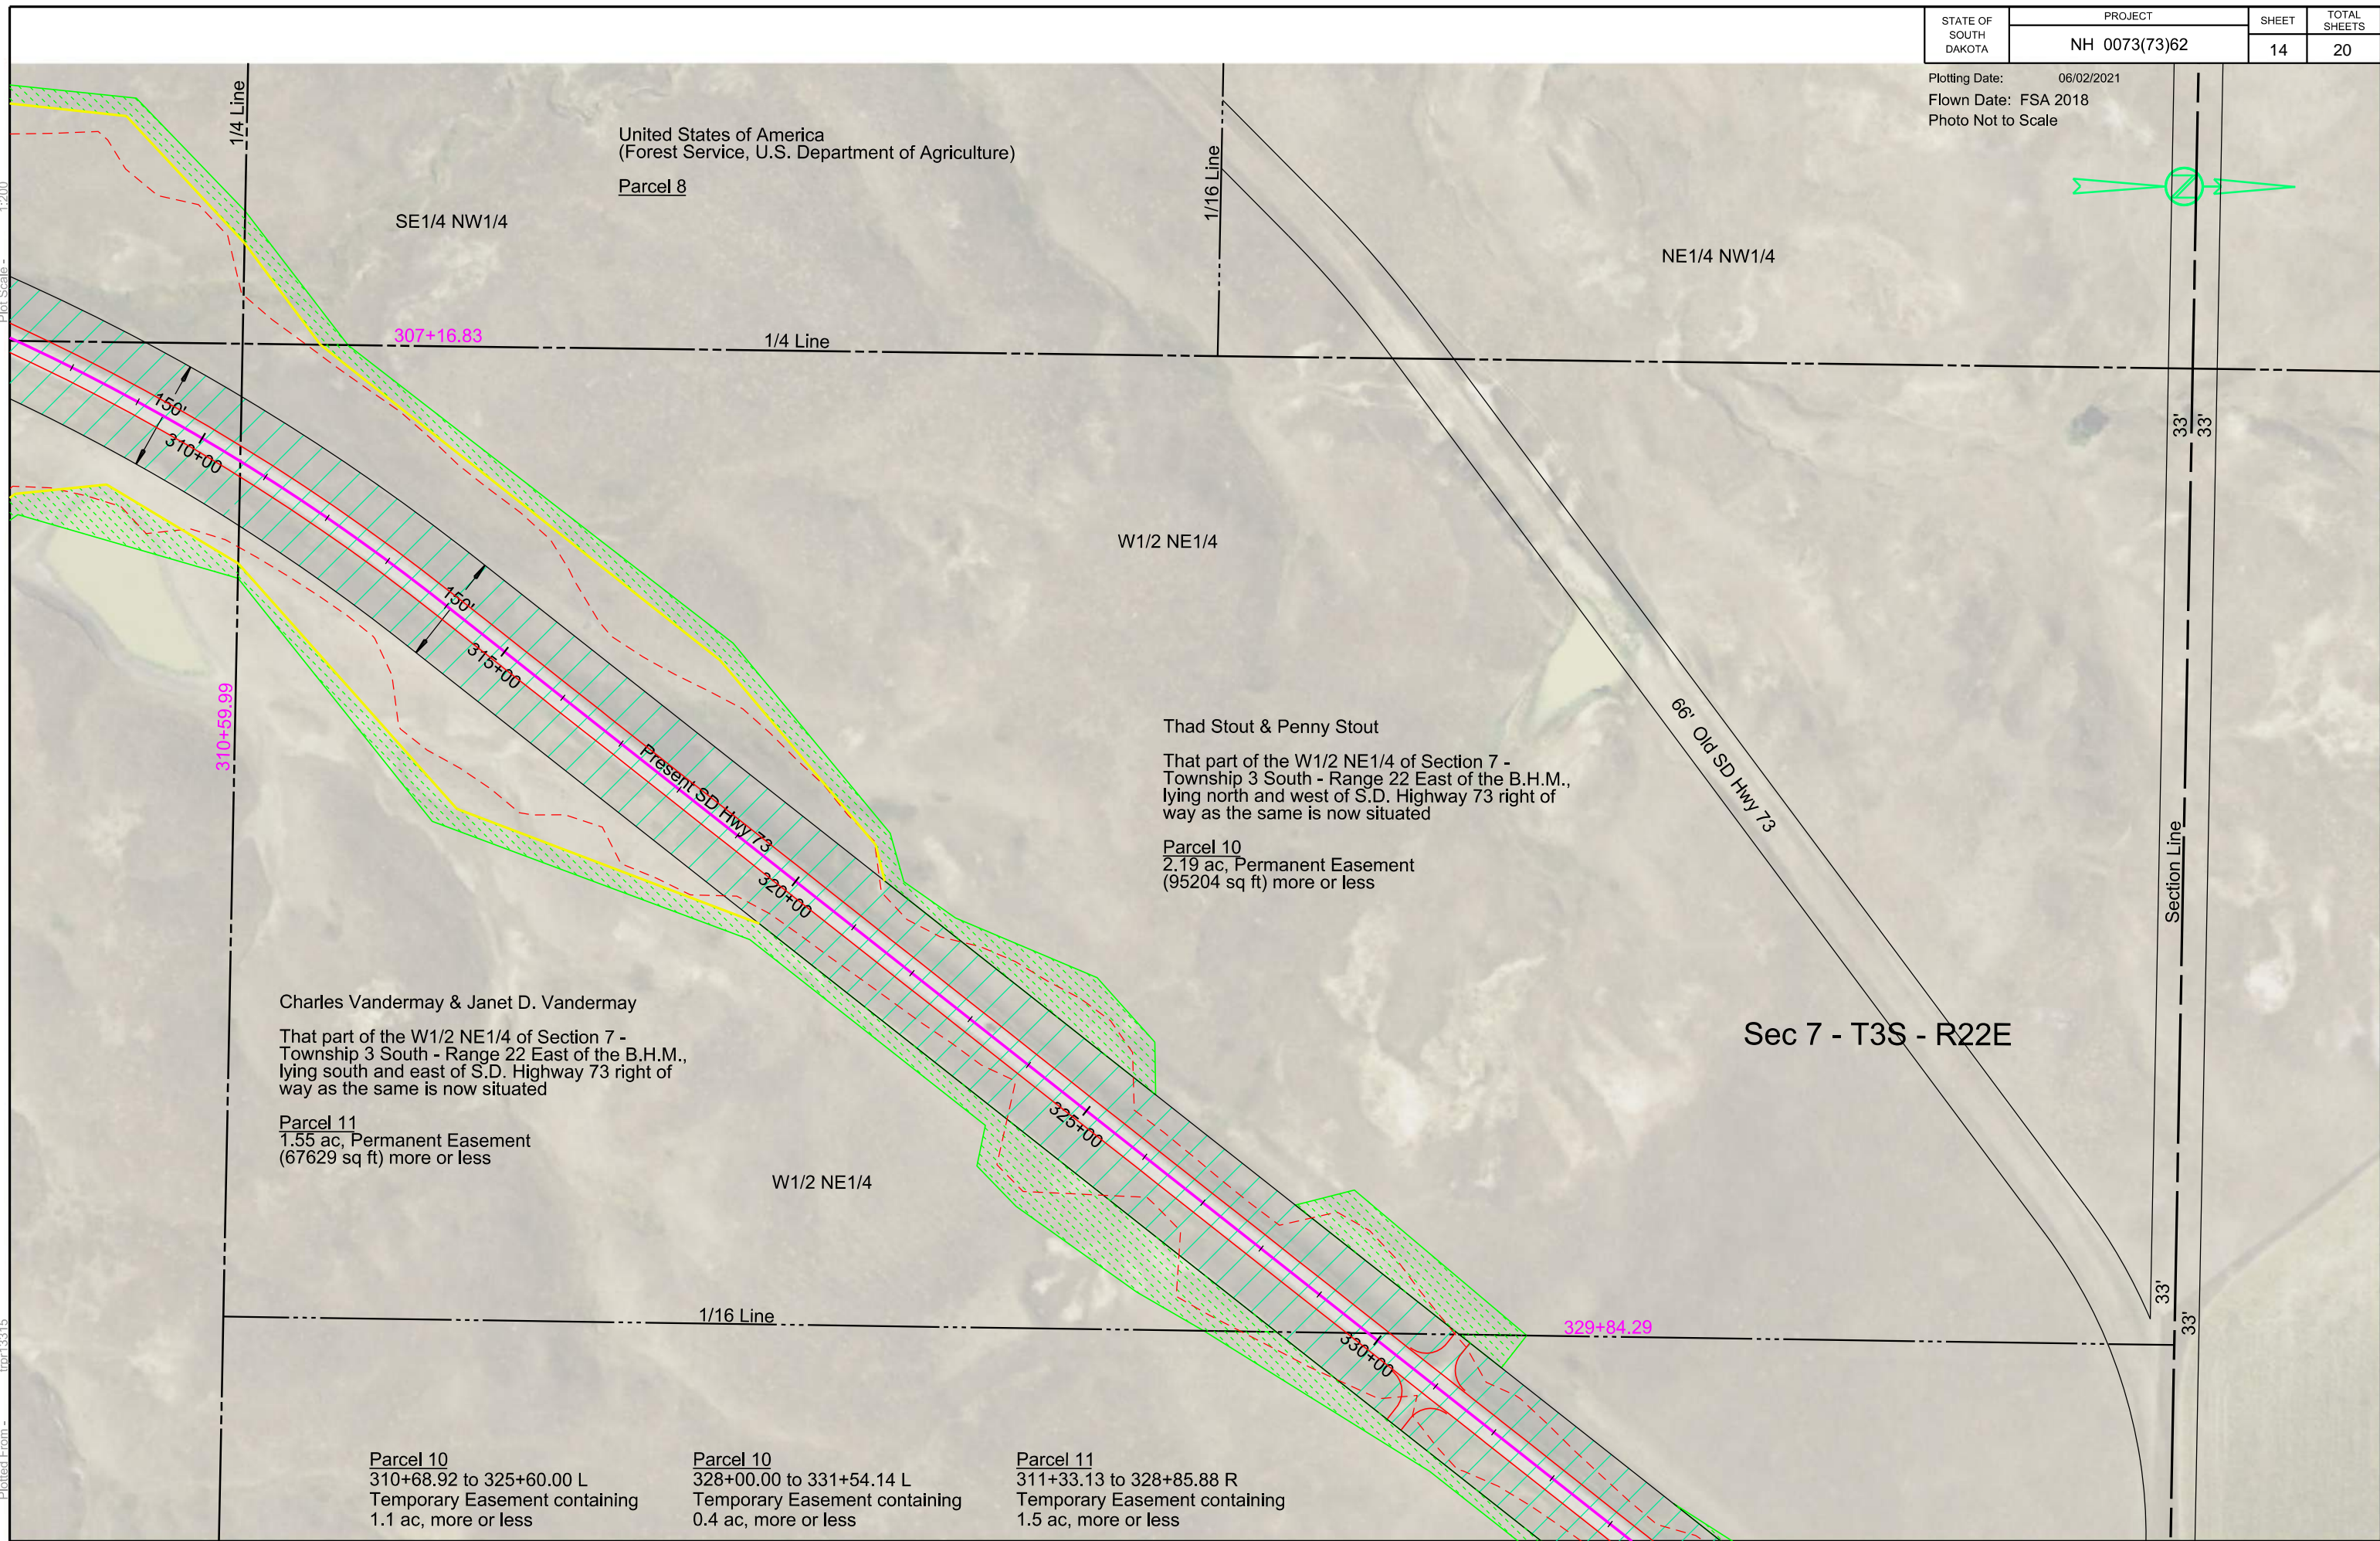 STATE OF
SOUTH
DAKOTA
PROJECT
NH 0073(73)62
SHEET
14
TOTAL
SHEETS
20
Plotting Date: 06/02/2021
Flown Date: FSA 2018
Photo Not to Scale
Plot Scale - 1:200
Plotted From - trpr13315
1/4 Line
United States of America
(Forest Service, U.S. Department of Agriculture)
Parcel 8
SE1/4 NW1/4
1/16 Line
NE1/4 NW1/4
Z
307+16.83
1/4 Line
33'
33'
150'
310+00
W1/2 NE1/4
150'
315+00
310+59.99
Present SD Hwy 73
320+00
Thad Stout & Penny Stout
That part of the W1/2 NE1/4 of Section 7 -
Township 3 South - Range 22 East of the B.H.M.,
lying north and west of S.D. Highway 73 right of
way as the same is now situated
Parcel 10
2.19 ac, Permanent Easement
(95204 sq ft) more or less
66' Old SD Hwy 73
Section Line
Charles Vandermay & Janet D. Vandermay
That part of the W1/2 NE1/4 of Section 7 -
Township 3 South - Range 22 East of the B.H.M.,
lying south and east of S.D. Highway 73 right of
way as the same is now situated
Parcel 11
1.55 ac, Permanent Easement
(67629 sq ft) more or less
Sec 7 - T3S - R22E
325+00
W1/2 NE1/4
1/16 Line
329+84.29
330+00
33'
33'
Parcel 10
310+68.92 to 325+60.00 L
Temporary Easement containing
1.1 ac, more or less
Parcel 10
328+00.00 to 331+54.14 L
Temporary Easement containing
0.4 ac, more or less
Parcel 11
311+33.13 to 328+85.88 R
Temporary Easement containing
1.5 ac, more or less